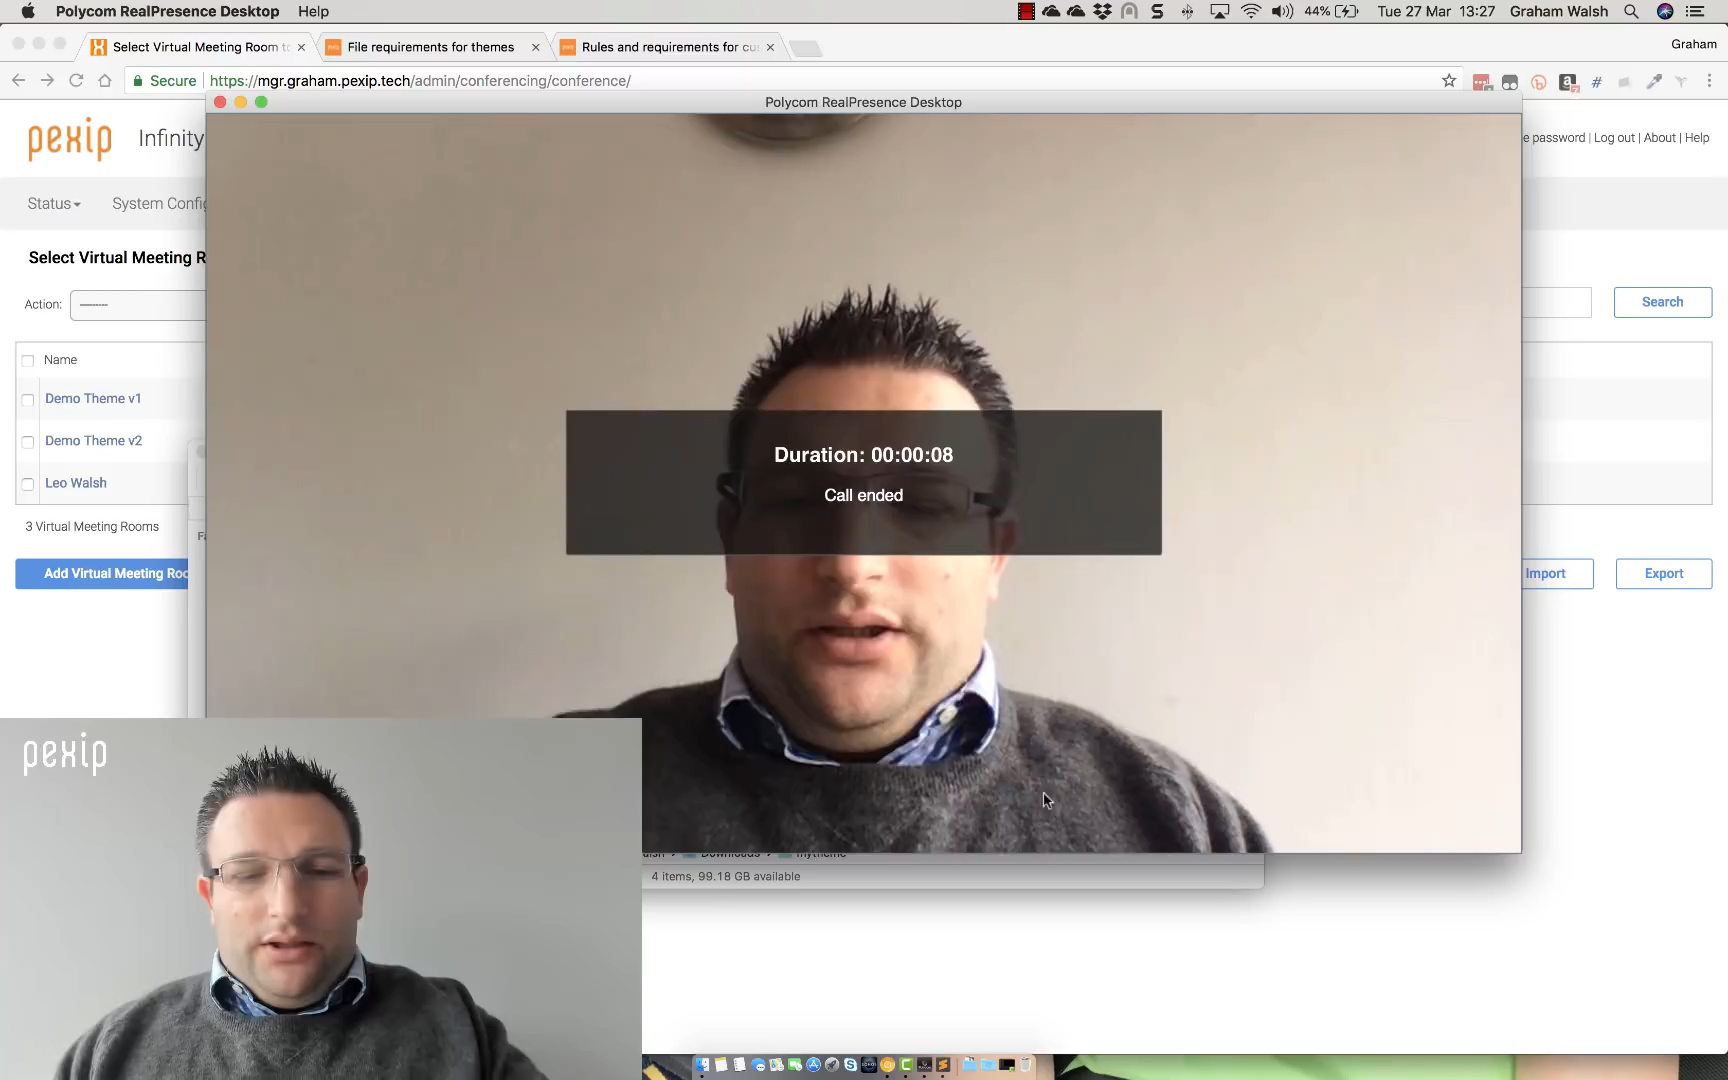 Polycom RealPresence Desktop Help
44% Tue 27 Mar 13:27 Graham Walsh
Select Virtual Meeting Room to
File requirements for themes
Rules and requirements for cu
Graham
Secure https://mgr.graham.pexip.tech/admin/conferencing/conference/
Polycom RealPresence Desktop
pexip Infinity
e password | Log out | About | Help
Status
System Config
Select Virtual Meeting R
Action:
Search
Name
Demo Theme v1
Demo Theme v2
Leo Walsh
3 Virtual Meeting Rooms
Duration: 00:00:08
Call ended
Add Virtual Meeting Roo
Import
Export
pexip
4 items, 99.18 GB available